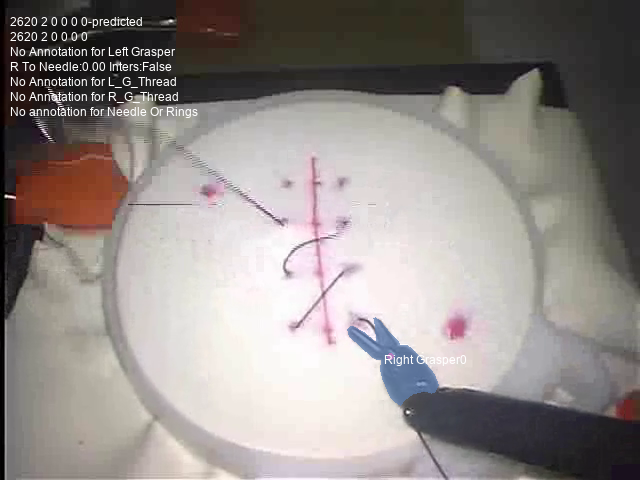 2620 2 0 0 0 0-predicted
2620 2 0 0 0 0
No Annotation for Left Grasper
R To Needle:0.00 Inters:False
No Annotation for L_G_Thread
No Annotation for R_G_Thread
No annotation for Needle Or Rings
Right Grasper0